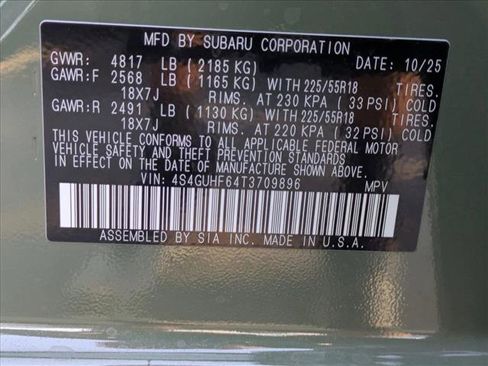 MFD BY SUBARU CORPORATION DATE: 10/25
GVWR: 4817 LB (2185 KG)
GAWR:F 2568 LB (1165 KG) WITH 225/55R18 TIRES.
18X7J RIMS. AT 230 KPA (33 PSI) COLD
GAWR:R 2491 LB (1130 KG) WITH 225/55R18 TIRES.
18X7J RIMS. AT 220 KPA (32 PSI) COLD
THIS VEHICLE CONFORMS TO ALL APPLICABLE FEDERAL MOTOR
VEHICLE SAFETY AND THEFT PREVENTION STANDARDS
IN EFFECT ON THE DATE OF MANUFACTURE SHOWN ABOVE.
VIN: 4S4GUHF64T3709896 MPV
ASSEMBLED BY SIA INC. MADE IN U.S.A.